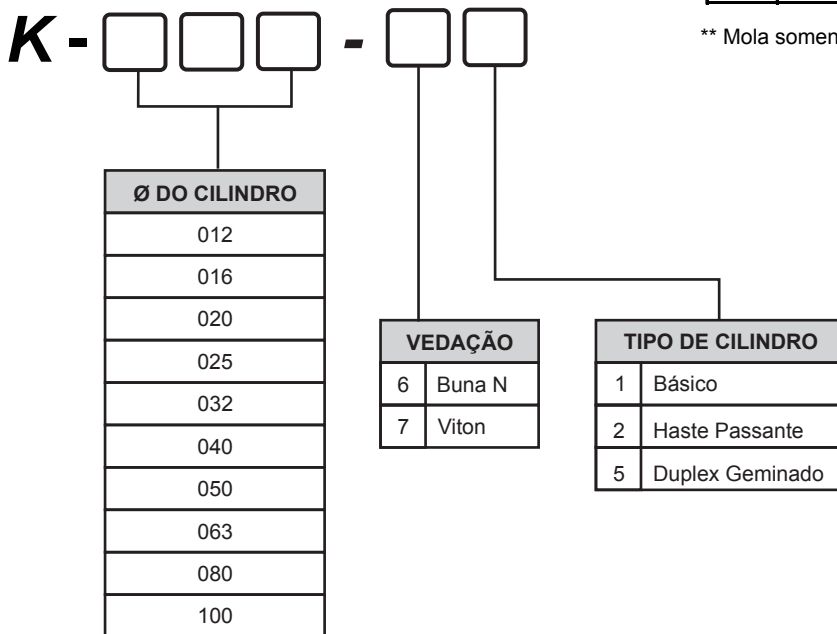 K - -
** Mola somen
Ø DO CILINDRO
012
016
020
025
032
040
050
063
080
100
VEDAÇÃO
6 Buna N
7 Viton
TIPO DE CILINDRO
1 Básico
2 Haste Passante
5 Duplex Geminado